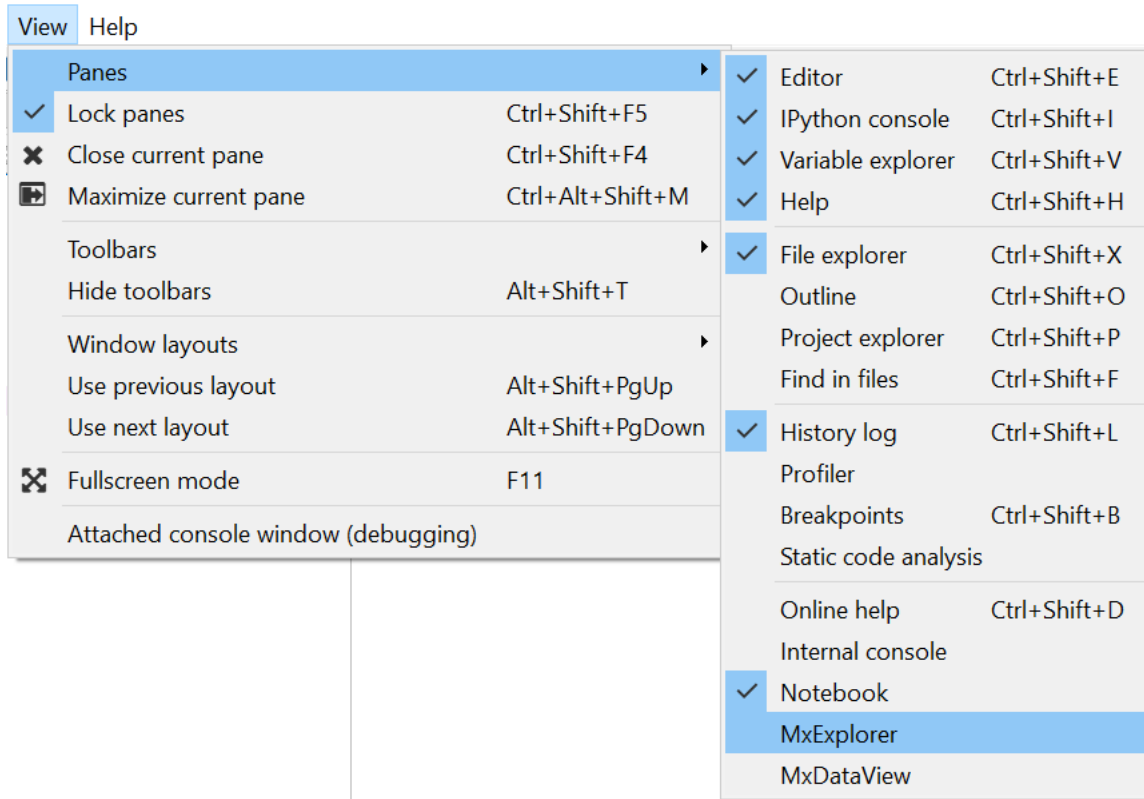 View Help
Panes
Lock panes Ctrl+Shift+F5
Close current pane Ctrl+Shift+F4
Maximize current pane Ctrl+Alt+Shift+M
Toolbars
Hide toolbars Alt+Shift+T
Window layouts
Use previous layout Alt+Shift+PgUp
Use next layout Alt+Shift+PgDown
Fullscreen mode F11
Attached console window (debugging)
Editor Ctrl+Shift+E
IPython console Ctrl+Shift+I
Variable explorer Ctrl+Shift+V
Help Ctrl+Shift+H
File explorer Ctrl+Shift+X
Outline Ctrl+Shift+O
Project explorer Ctrl+Shift+P
Find in files Ctrl+Shift+F
History log Ctrl+Shift+L
Profiler
Breakpoints Ctrl+Shift+B
Static code analysis
Online help Ctrl+Shift+D
Internal console
Notebook
MxExplorer
MxDataView